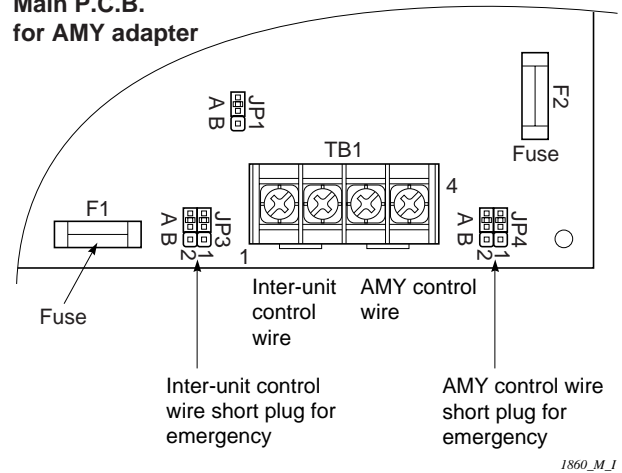 Main P.C.B.
for AMY adapter
A
B
JP1
F2
Fuse
TB1
4
F1
A
B
JP3
2 1
1
A
B
JP4
2 1
Inter-unit
control
wire
AMY control
wire
Fuse
Inter-unit control
wire short plug for
emergency
AMY control wire
short plug for
emergency
1860_M_I